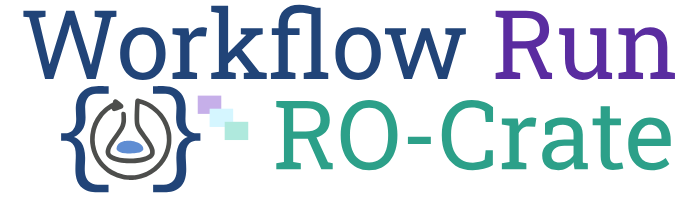 Workflow Run
{ } RO-Crate